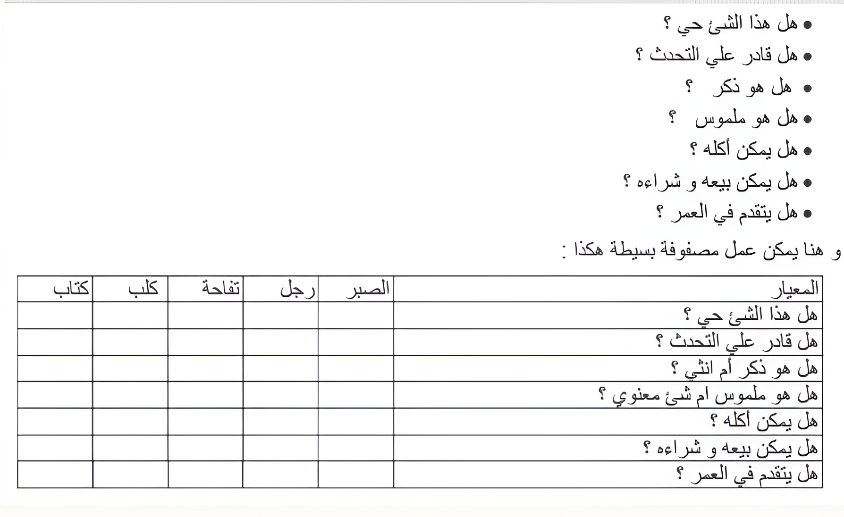 • هل هذا الشئ حي ؟
• هل قادر علي التحدث ؟
• هل هو ذكر ؟
• هل هو ملموس ؟
• هل يمكن أكله ؟
• هل يمكن بيعه و شراءه ؟
• هل يتقدم في العمر ؟
و هنا يمكن عمل مصفوفة بسيطة هكذا :
المعيار الصبر رجل تفاحة كلب كتاب
هل هذا الشئ حي ؟
هل قادر علي التحدث ؟
هل هو ذكر أم انثي ؟
هل هو ملموس ام شئ معنوي ؟
هل يمكن أكله ؟
هل يمكن بيعه و شراءه ؟
هل يتقدم في العمر ؟